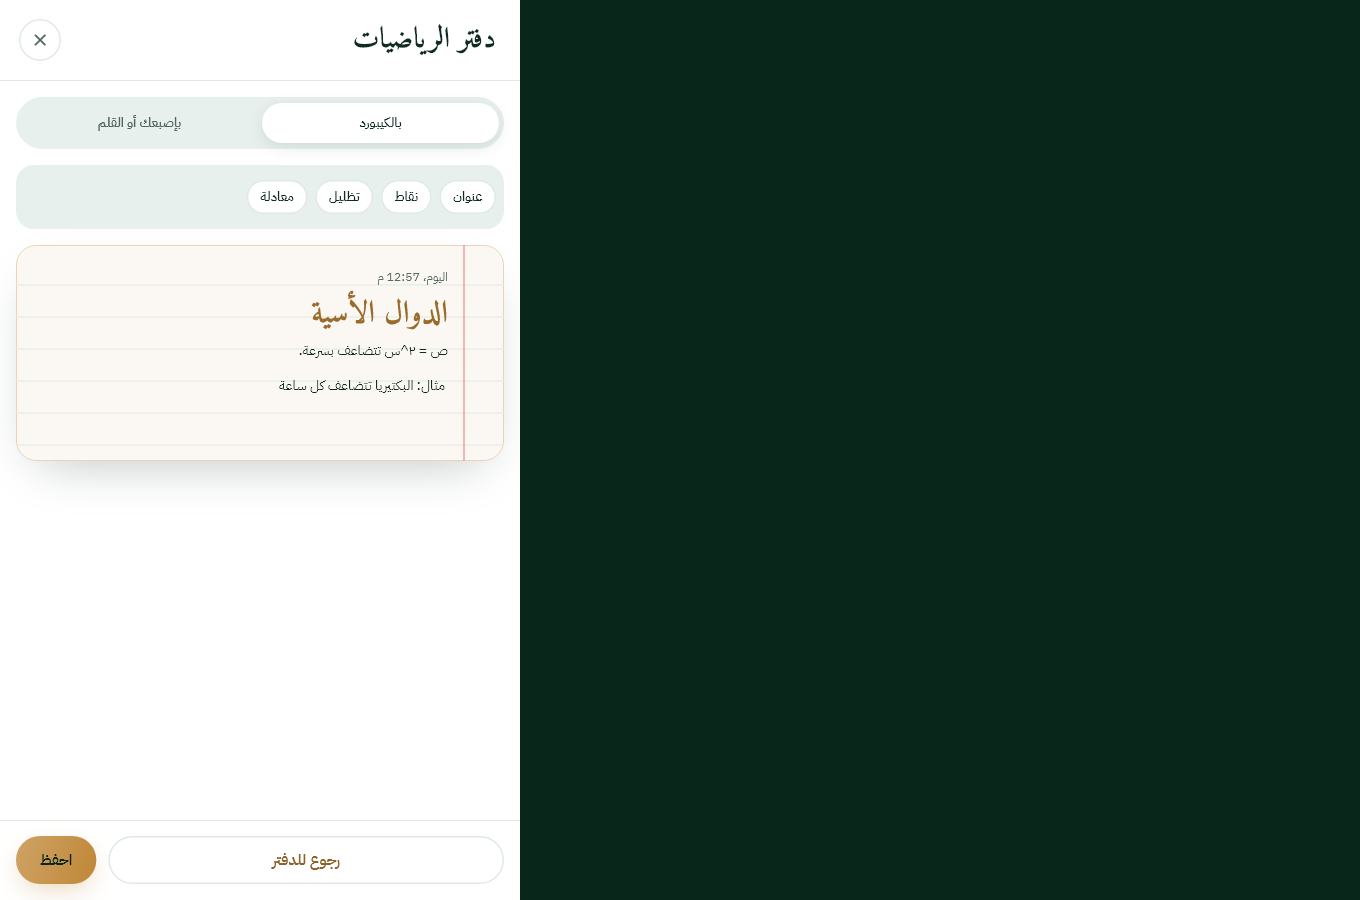 دفتر الرياضيات
بالكيبورد
بإصبعك أو القلم
عنوان
نقاط
تظليل
معادلة
اليوم، 12:57 م
الدوال الأسية
ص = ٢^س تتضاعف بسرعة.
مثال: البكتيريا تتضاعف كل ساعة
رجوع للدفتر
احفظ